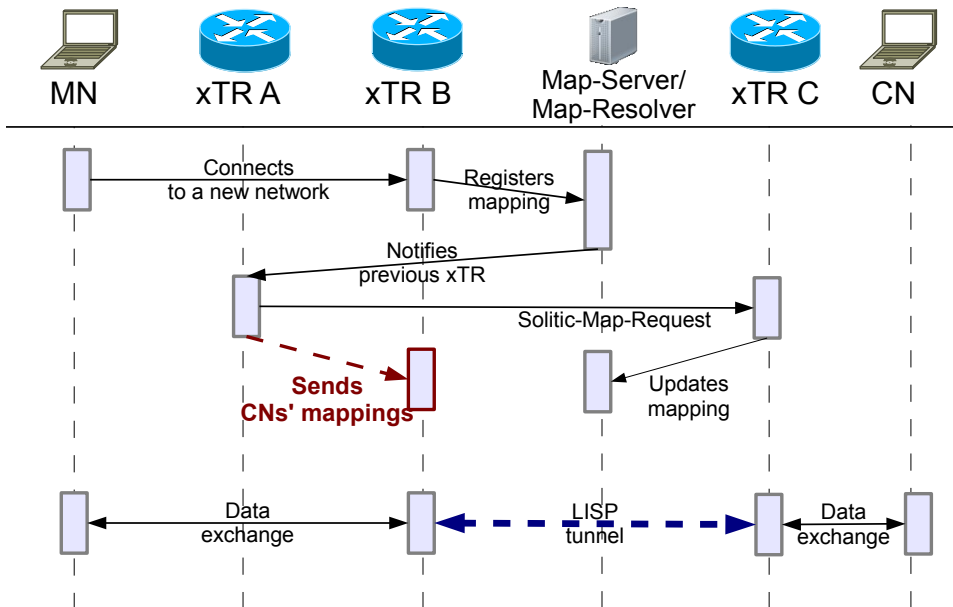 MN
xTR A
xTR B
Map-Server/
Map-Resolver
xTR C
CN
Connects
to a new network
Registers
mapping
Notifies
previous xTR
Solitic-Map-Request
Sends
CNs' mappings
Updates
mapping
Data
exchange
LISP
tunnel
Data
exchange